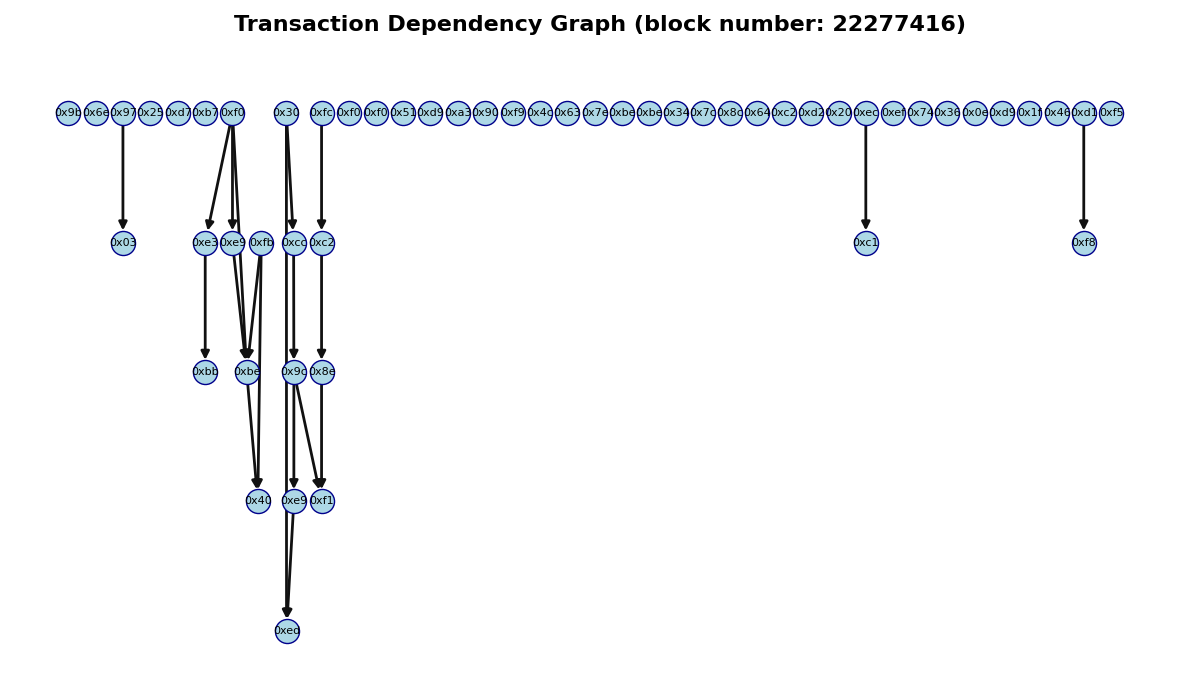 Transaction Dependency Graph (block number: 22277416)
0x9b 0x6e 0x97 0x25 0xd7 0xb7 0xf0 0x30 0xfc 0xf0 0xf0 0x51 0xd9 0xa3 0x90 0xf9 0x4c 0x63 0x7e 0xbe 0xbe 0x34 0x7c 0x8c 0x64 0xc2 0xd2 0x20 0xec 0xef 0x74 0x36 0x0e 0xd9 0x1f 0x46 0xd1 0xf5
0x03 0xe3 0xe9 0xfb 0xc2 0xc1 0xf8
0xbb 0xbe 0x8e
0x40 0xe9 0xf1